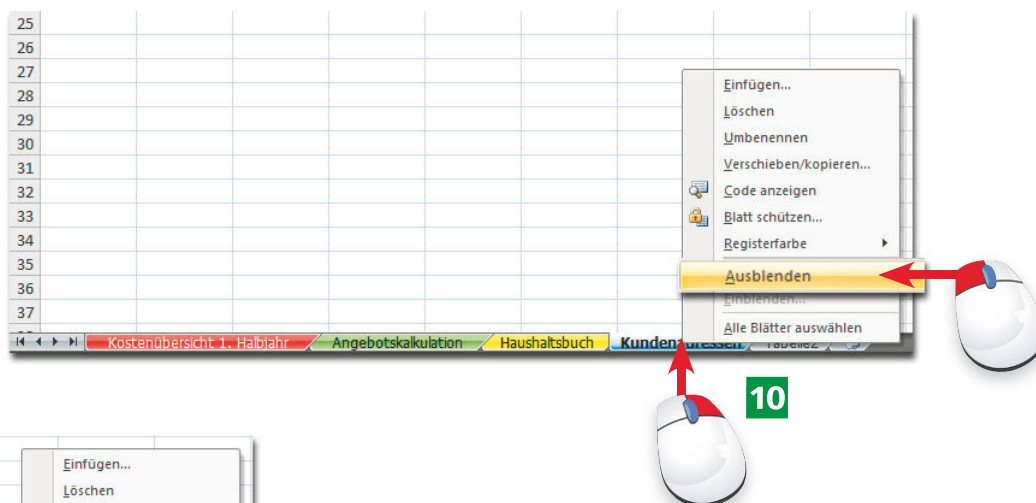 25
26
27
28
29
30
31
32
33
34
35
36
37
Einfügen...
Löschen
Umbenennen
Verschieben/kopieren...
Code anzeigen
Blatt schützen...
Registerfarbe
Ausblenden
Einblenden...
Alle Blätter auswählen
Kostenübersicht 1. Halbjahr Angebotskalkulation Haushaltsbuch Kundenadressen Tabelle2
10
Einfügen...
Löschen